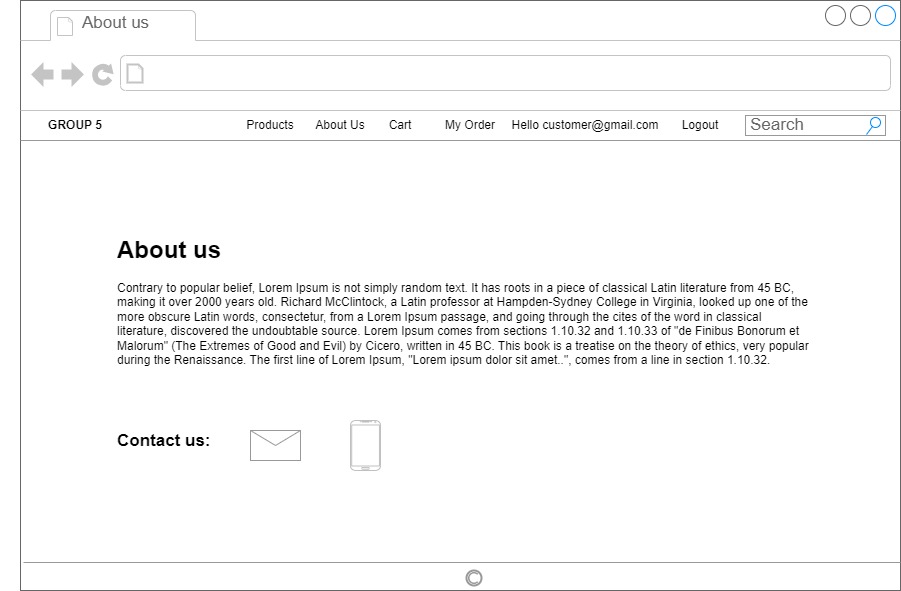 About us
GROUP 5 Products About Us Cart My Order Hello customer@gmail.com Logout Search
About us
Contrary to popular belief, Lorem Ipsum is not simply random text. It has roots in a piece of classical Latin literature from 45 BC,
making it over 2000 years old. Richard McClintock, a Latin professor at Hampden-Sydney College in Virginia, looked up one of the
more obscure Latin words, consectetur, from a Lorem Ipsum passage, and going through the cites of the word in classical
literature, discovered the undoubtable source. Lorem Ipsum comes from sections 1.10.32 and 1.10.33 of "de Finibus Bonorum et
Malorum" (The Extremes of Good and Evil) by Cicero, written in 45 BC. This book is a treatise on the theory of ethics, very popular
during the Renaissance. The first line of Lorem Ipsum, "Lorem ipsum dolor sit amet..", comes from a line in section 1.10.32.
Contact us:
©